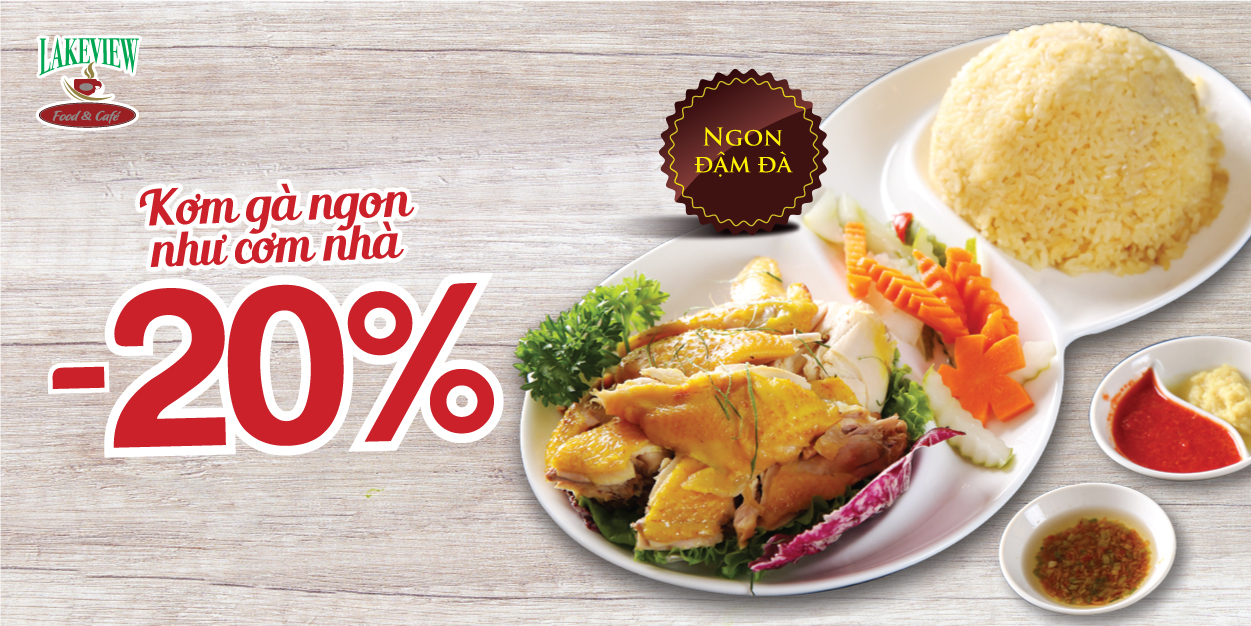 LAKEVIEW
Food & Café
NGON
ĐẬM ĐÀ
Kơm gà ngon
như cơm nhà
-20%